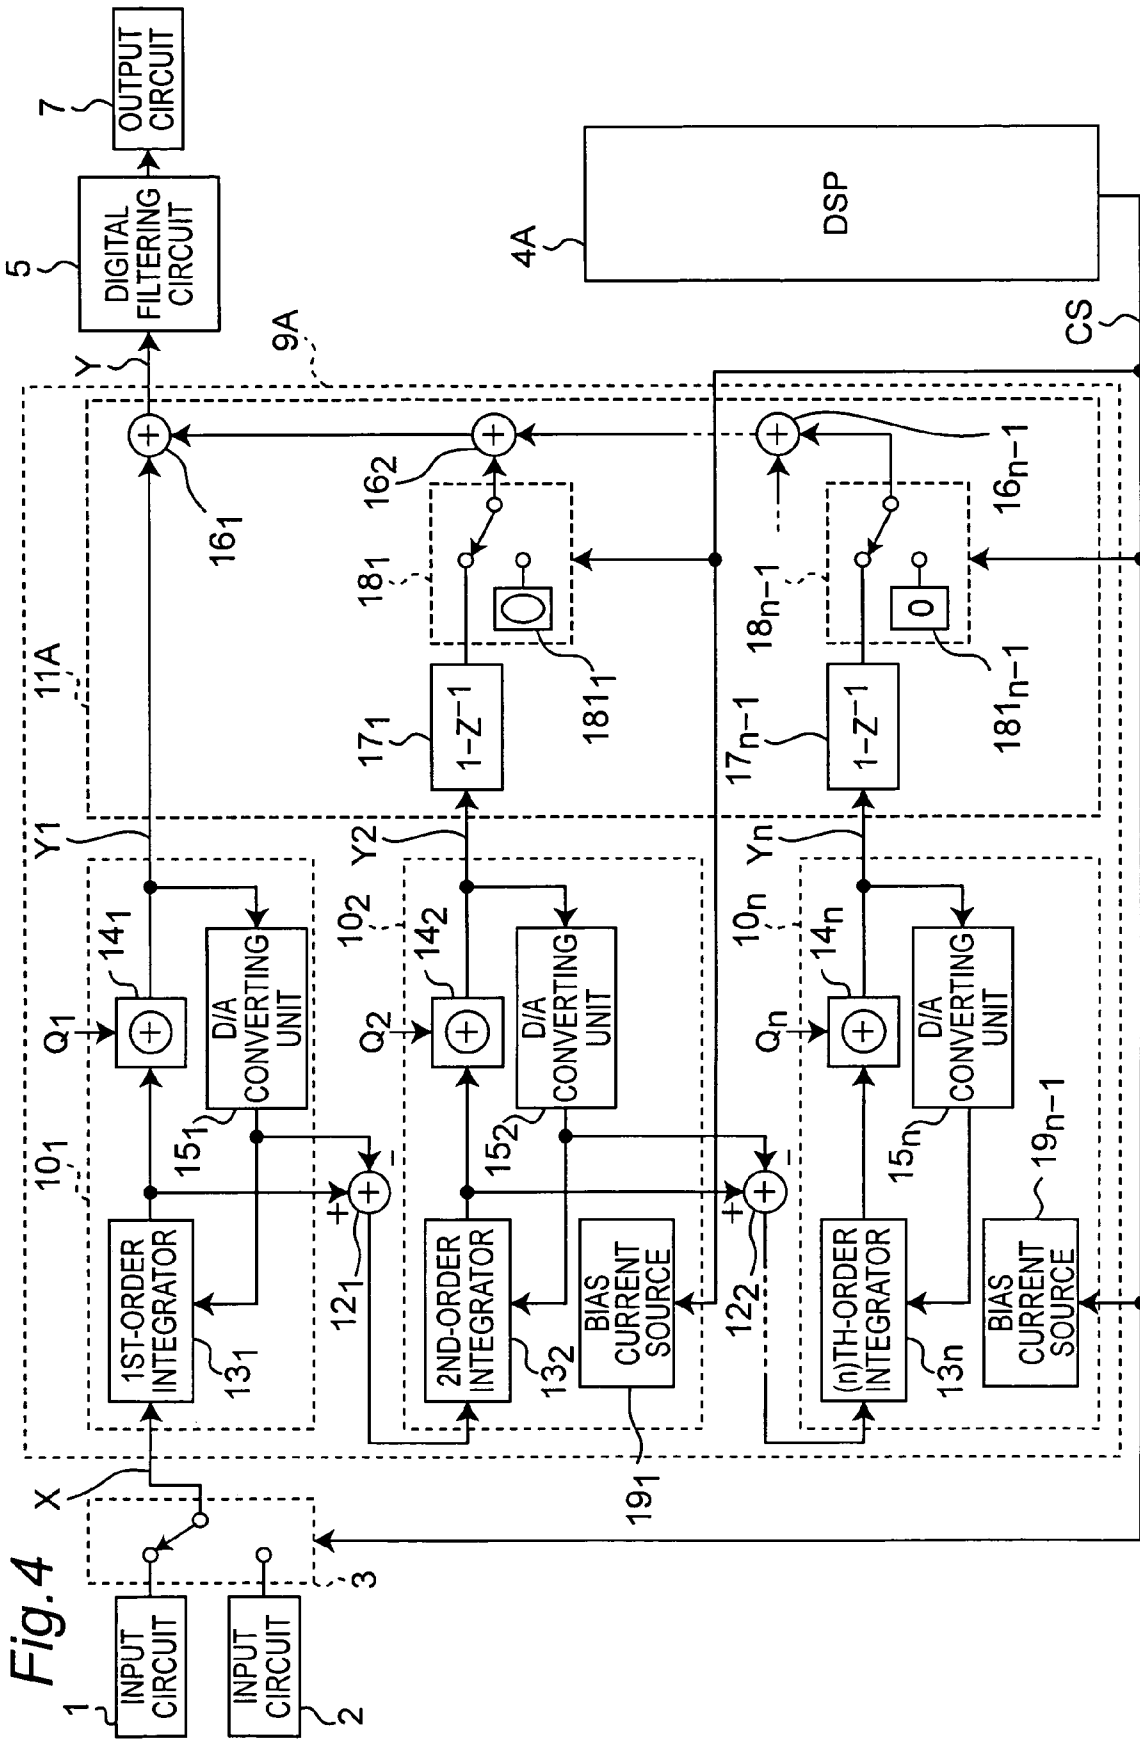 Fig.4
1
INPUT
CIRCUIT
2
INPUT
CIRCUIT
3
X
10₁
1ST-ORDER
INTEGRATOR
13₁
Q₁
14₁
D/A
CONVERTING
UNIT
15₁
Y1
12₁
+
-
10₂
2ND-ORDER
INTEGRATOR
13₂
Q₂
14₂
D/A
CONVERTING
UNIT
15₂
Y2
BIAS
CURRENT
SOURCE
19₁
12₂
+
-
10n
(n)TH-ORDER
INTEGRATOR
13n
Qn
14n
D/A
CONVERTING
UNIT
15n
Yn
BIAS
CURRENT
SOURCE
19n-1
11A
16₁
17₁
1-Z⁻¹
18₁
0
181₁
16₂
17n-1
1-Z⁻¹
18n-1
0
181n-1
16n-1
9A
Y
5
DIGITAL
FILTERING
CIRCUIT
7
OUTPUT
CIRCUIT
4A
DSP
CS